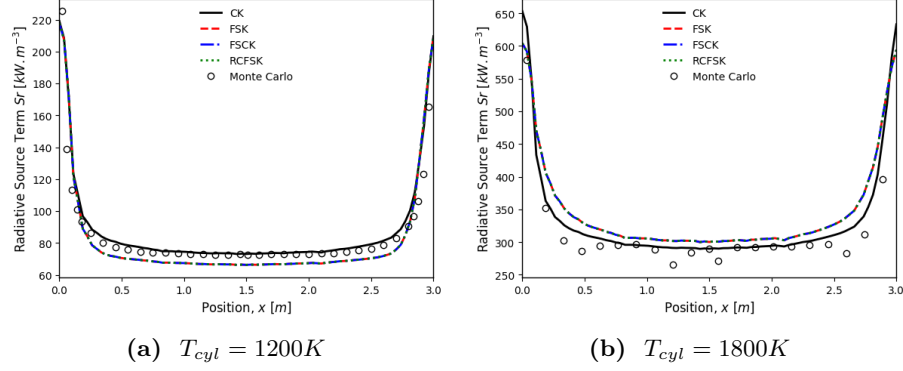 CK
FSK
FSCK
RCFSK
Monte Carlo
Radiative Source Term Sr [kW.m⁻³]
220
200
180
160
140
120
100
80
60
0.0 0.5 1.0 1.5 2.0 2.5 3.0
Position, x [m]
(a) T_cyl = 1200K
CK
FSK
FSCK
RCFSK
Monte Carlo
Radiative Source Term Sr [kW.m⁻³]
650
600
550
500
450
400
350
300
250
0.0 0.5 1.0 1.5 2.0 2.5 3.0
Position, x [m]
(b) T_cyl = 1800K